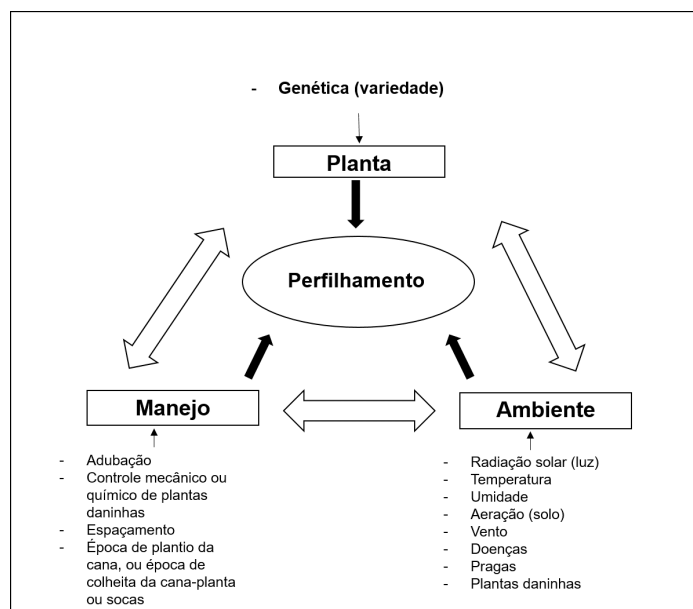 - Genética (variedade)
Planta
Perfilhamento
Manejo
- Adubação
- Controle mecânico ou
químico de plantas
daninhas
- Espaçamento
- Época de plantio da
cana, ou época de
colheita da cana-planta
ou socas
Ambiente
- Radiação solar (luz)
- Temperatura
- Umidade
- Aeração (solo)
- Vento
- Doenças
- Pragas
- Plantas daninhas